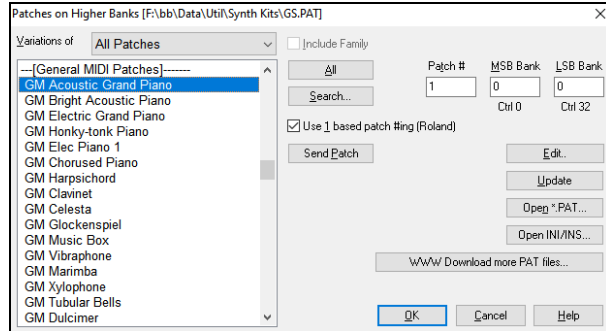 Patches on Higher Banks [F:\bb\Data\Util\Synth Kits\GS.PAT]
Variations of
All Patches
Include Family
---[General MIDI Patches]-------
GM Acoustic Grand Piano
GM Bright Acoustic Piano
GM Electric Grand Piano
GM Honky-tonk Piano
GM Elec Piano 1
GM Chorused Piano
GM Harpsichord
GM Clavinet
GM Celesta
GM Glockenspiel
GM Music Box
GM Vibraphone
GM Marimba
GM Xylophone
GM Tubular Bells
GM Dulcimer
All
Search...
Patch #
MSB Bank
LSB Bank
1
0
0
Ctrl 0
Ctrl 32
Use 1 based patch #ing (Roland)
Send Patch
Edit..
Update
Open *.PAT...
Open INI/INS...
WWW Download more PAT files...
OK
Cancel
Help